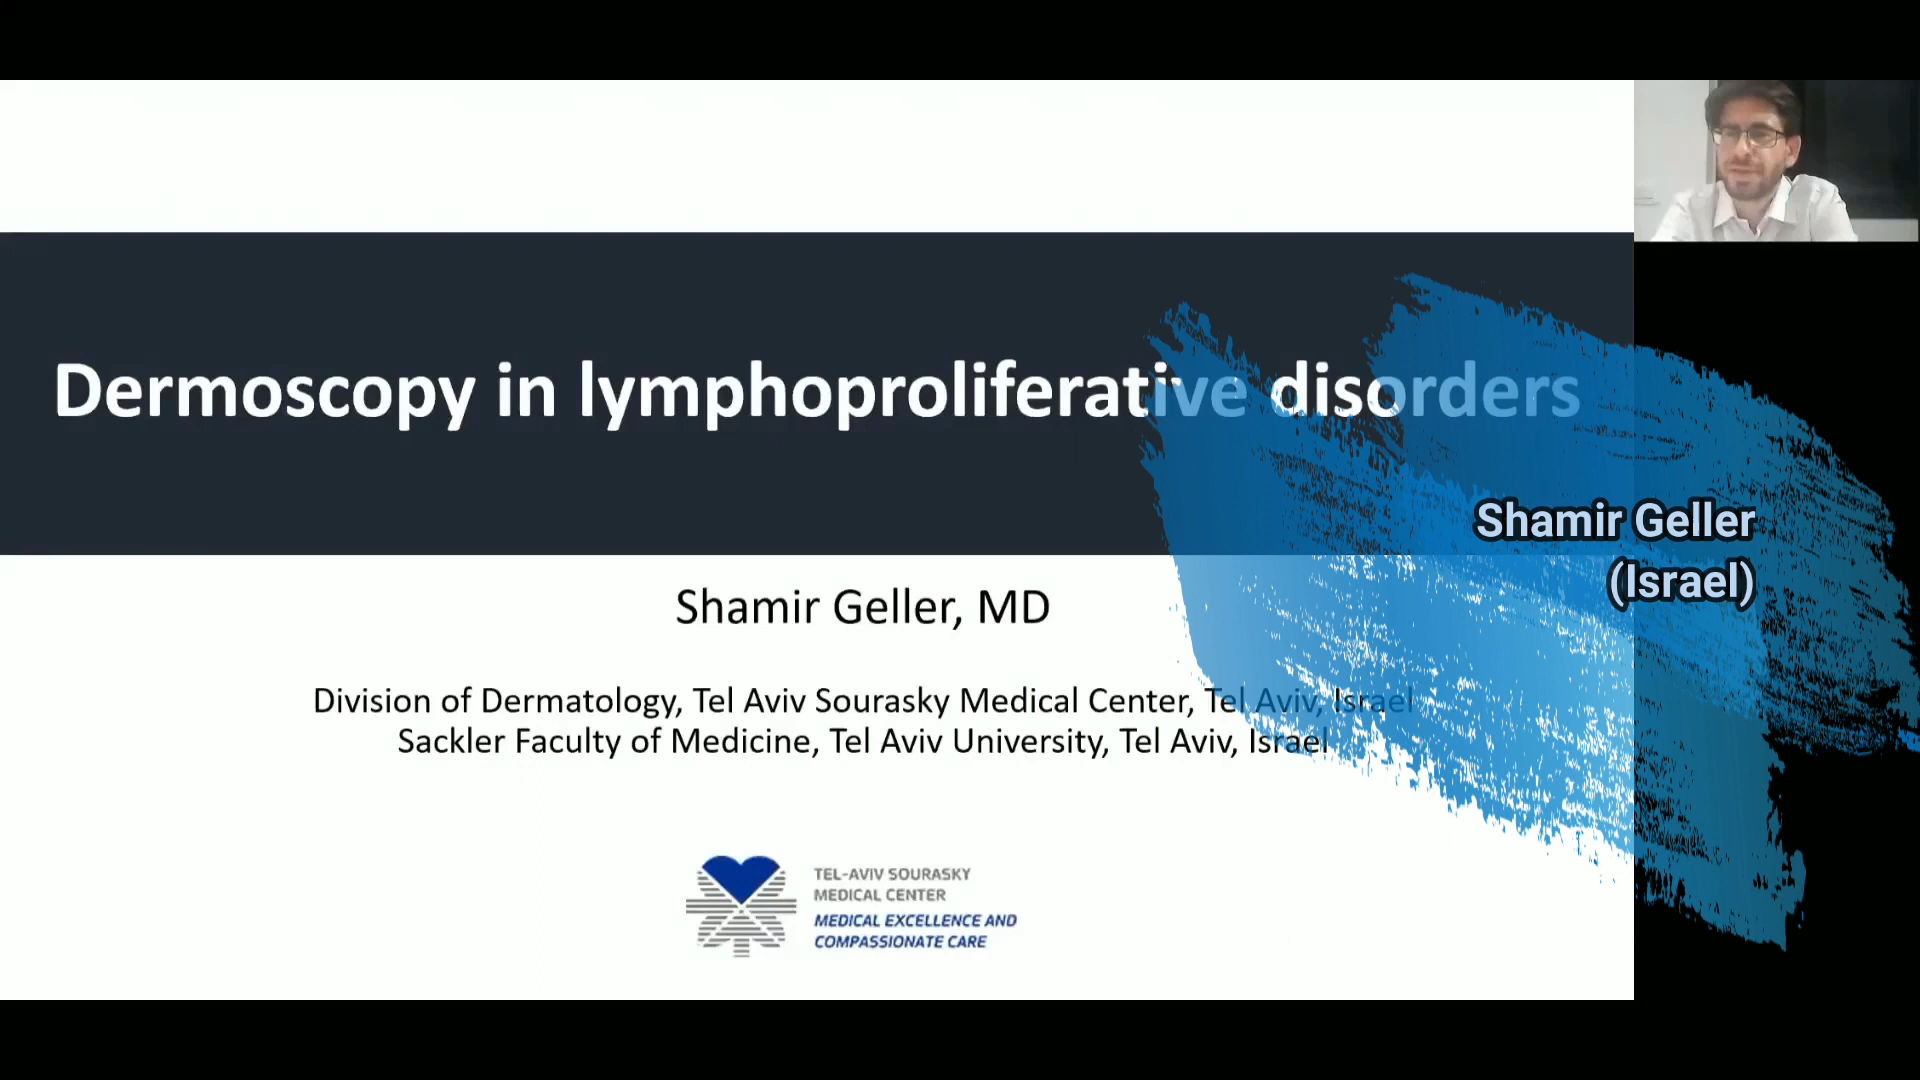 Dermoscopy in lymphoproliferative disorders
Shamir Geller
(Israel)
Shamir Geller, MD
Division of Dermatology, Tel Aviv Sourasky Medical Center, Tel Aviv, Israel
Sackler Faculty of Medicine, Tel Aviv University, Tel Aviv, Israel
TEL-AVIV SOURASKY
MEDICAL CENTER
MEDICAL EXCELLENCE AND
COMPASSIONATE CARE